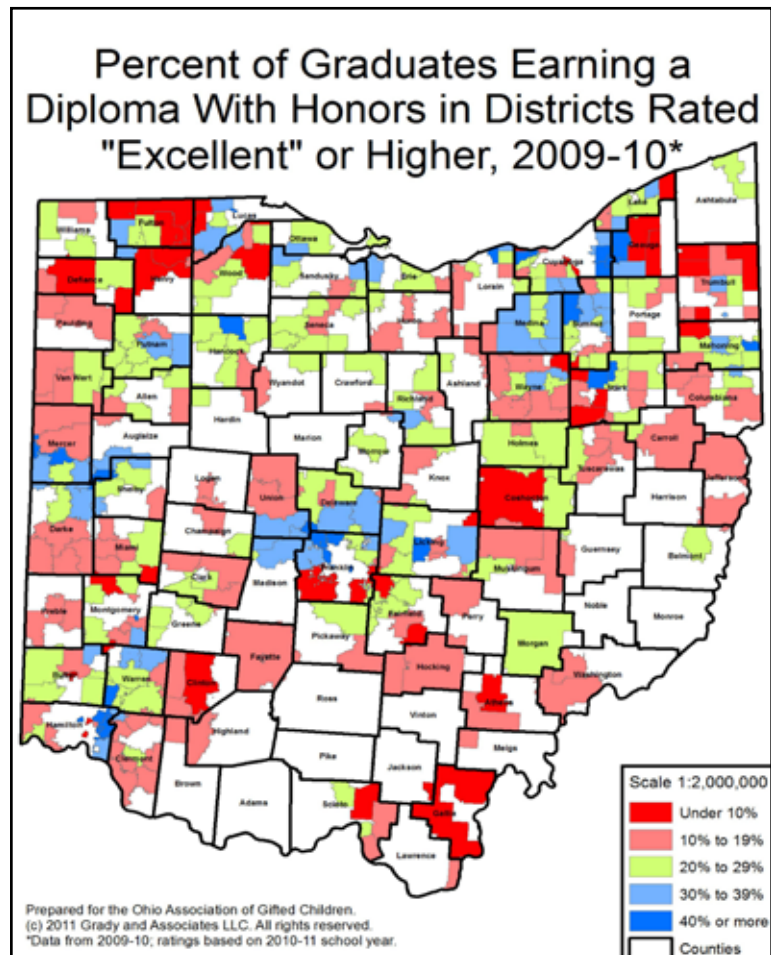 Percent of Graduates Earning a
Diploma With Honors in Districts Rated
"Excellent" or Higher, 2009-10*
Williams
Fulton
Lucas
Ottawa
Lake
Ashtabula
Geauga
Cuyahoga
Defiance
Henry
Wood
Sandusky
Erie
Lorain
Trumbull
Paulding
Seneca
Huron
Medina
Summit
Portage
Mahoning
Putnam
Hancock
Van Wert
Allen
Wyandot
Crawford
Richland
Ashland
Wayne
Stark
Columbiana
Hardin
Mercer
Auglaize
Marion
Morrow
Holmes
Carroll
Tuscarawas
Jefferson
Logan
Knox
Shelby
Union
Delaware
Coshocton
Harrison
Darke
Champaign
Licking
Miami
Guernsey
Belmont
Clark
Madison
Franklin
Muskingum
Preble
Montgomery
Greene
Fairfield
Perry
Noble
Monroe
Pickaway
Morgan
Fayette
Butler
Warren
Clinton
Hocking
Washington
Ross
Athens
Hamilton
Highland
Vinton
Clermont
Pike
Meigs
Jackson
Brown
Adams
Scioto
Gallia
Lawrence
Scale 1:2,000,000
Under 10%
10% to 19%
20% to 29%
30% to 39%
40% or more
Counties
Prepared for the Ohio Association of Gifted Children.
(c) 2011 Grady and Associates LLC. All rights reserved.
*Data from 2009-10; ratings based on 2010-11 school year.